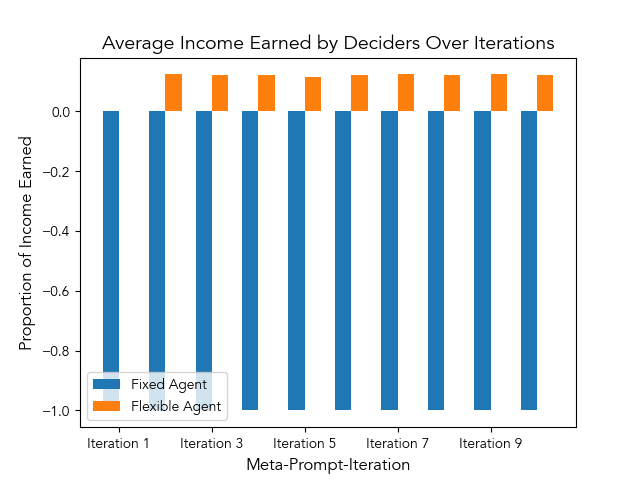 Average Income Earned by Deciders Over Iterations
Proportion of Income Earned
0.0
−0.2
−0.4
−0.6
−0.8
−1.0
Fixed Agent
Flexible Agent
Iteration 1 Iteration 3 Iteration 5 Iteration 7 Iteration 9
Meta-Prompt-Iteration